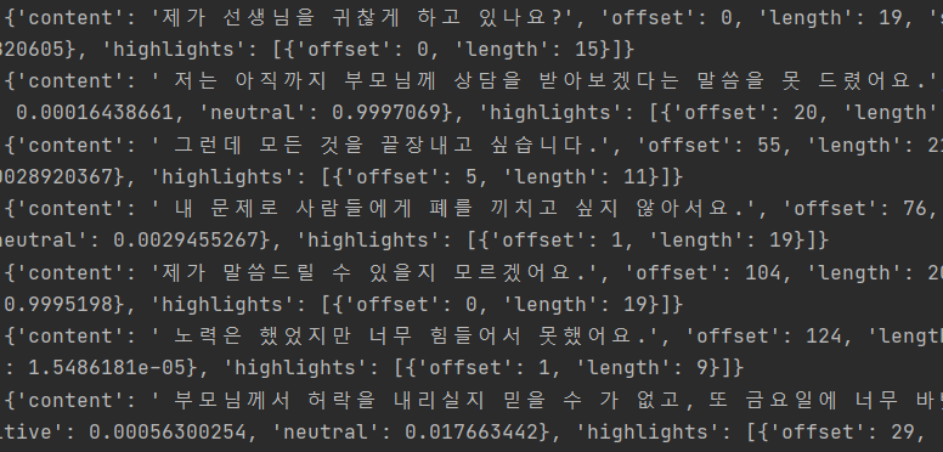 {'content': '제가 선생님을 귀찮게 하고 있나요?', 'offset': 0, 'length': 19,
820605}, 'highlights': [{'offset': 0, 'length': 15}]}
{'content': ' 저는 아직까지 부모님께 상담을 받아보겠다는 말씀을 못 드렸어요.'
0.00016438661, 'neutral': 0.9997069}, 'highlights': [{'offset': 20, 'length'
{'content': ' 그런데 모든 것을 끝장내고 싶습니다.', 'offset': 55, 'length': 21
0028920367}, 'highlights': [{'offset': 5, 'length': 11}]}
{'content': ' 내 문제로 사람들에게 폐를 끼치고 싶지 않아서요.', 'offset': 76,
neutral': 0.0029455267}, 'highlights': [{'offset': 1, 'length': 19}]}
{'content': '제가 말씀드릴 수 있을지 모르겠어요.', 'offset': 104, 'length': 20
0.9995198}, 'highlights': [{'offset': 0, 'length': 19}]}
{'content': ' 노력은 했었지만 너무 힘들어서 못했어요.', 'offset': 124, 'length
: 1.5486181e-05}, 'highlights': [{'offset': 1, 'length': 9}]}
{'content': ' 부모님께서 허락을 내리실지 믿을 수 가 없고, 또 금요일에 너무
itive': 0.00056300254, 'neutral': 0.017663442}, 'highlights': [{'offset': 29,